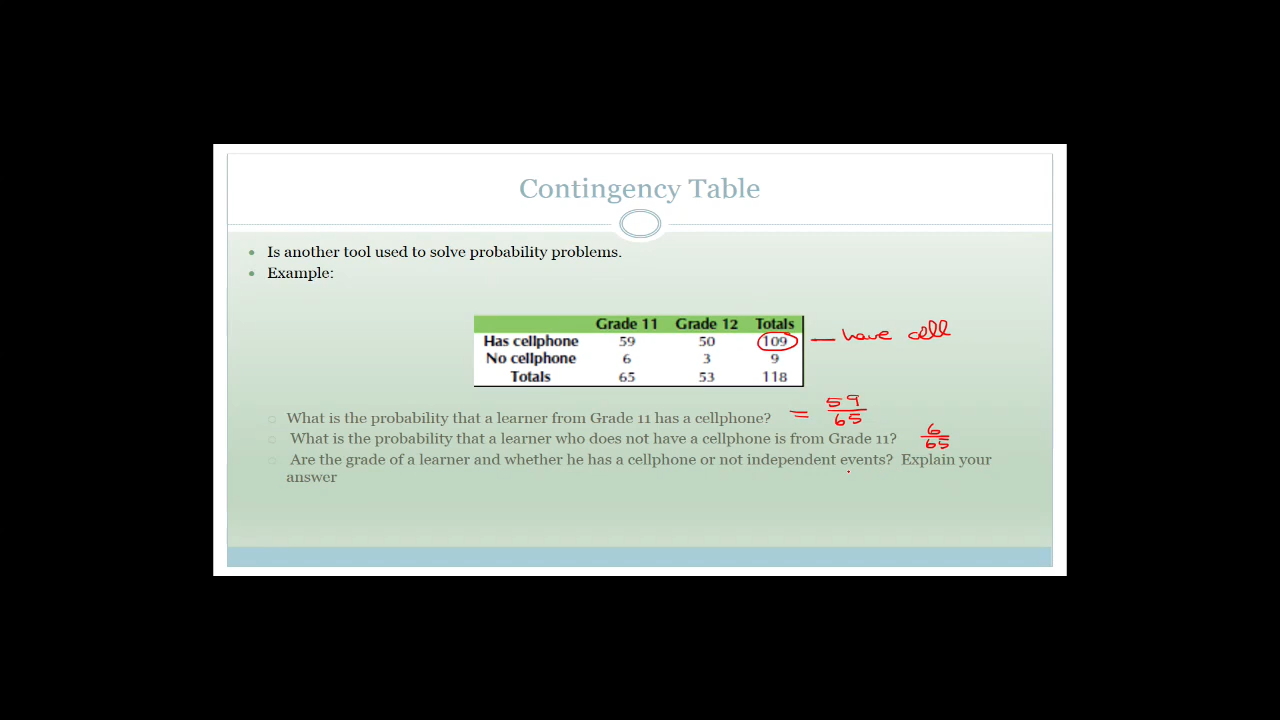 Contingency Table
Is another tool used to solve probability problems.
Example:
Grade 11 Grade 12 Totals
Has cellphone 59 50 109 — have cell
No cellphone 6 3 9
Totals 65 53 118
What is the probability that a learner from Grade 11 has a cellphone? = 59/65
What is the probability that a learner who does not have a cellphone is from Grade 11? 6/65
Are the grade of a learner and whether he has a cellphone or not independent events? Explain your
answer